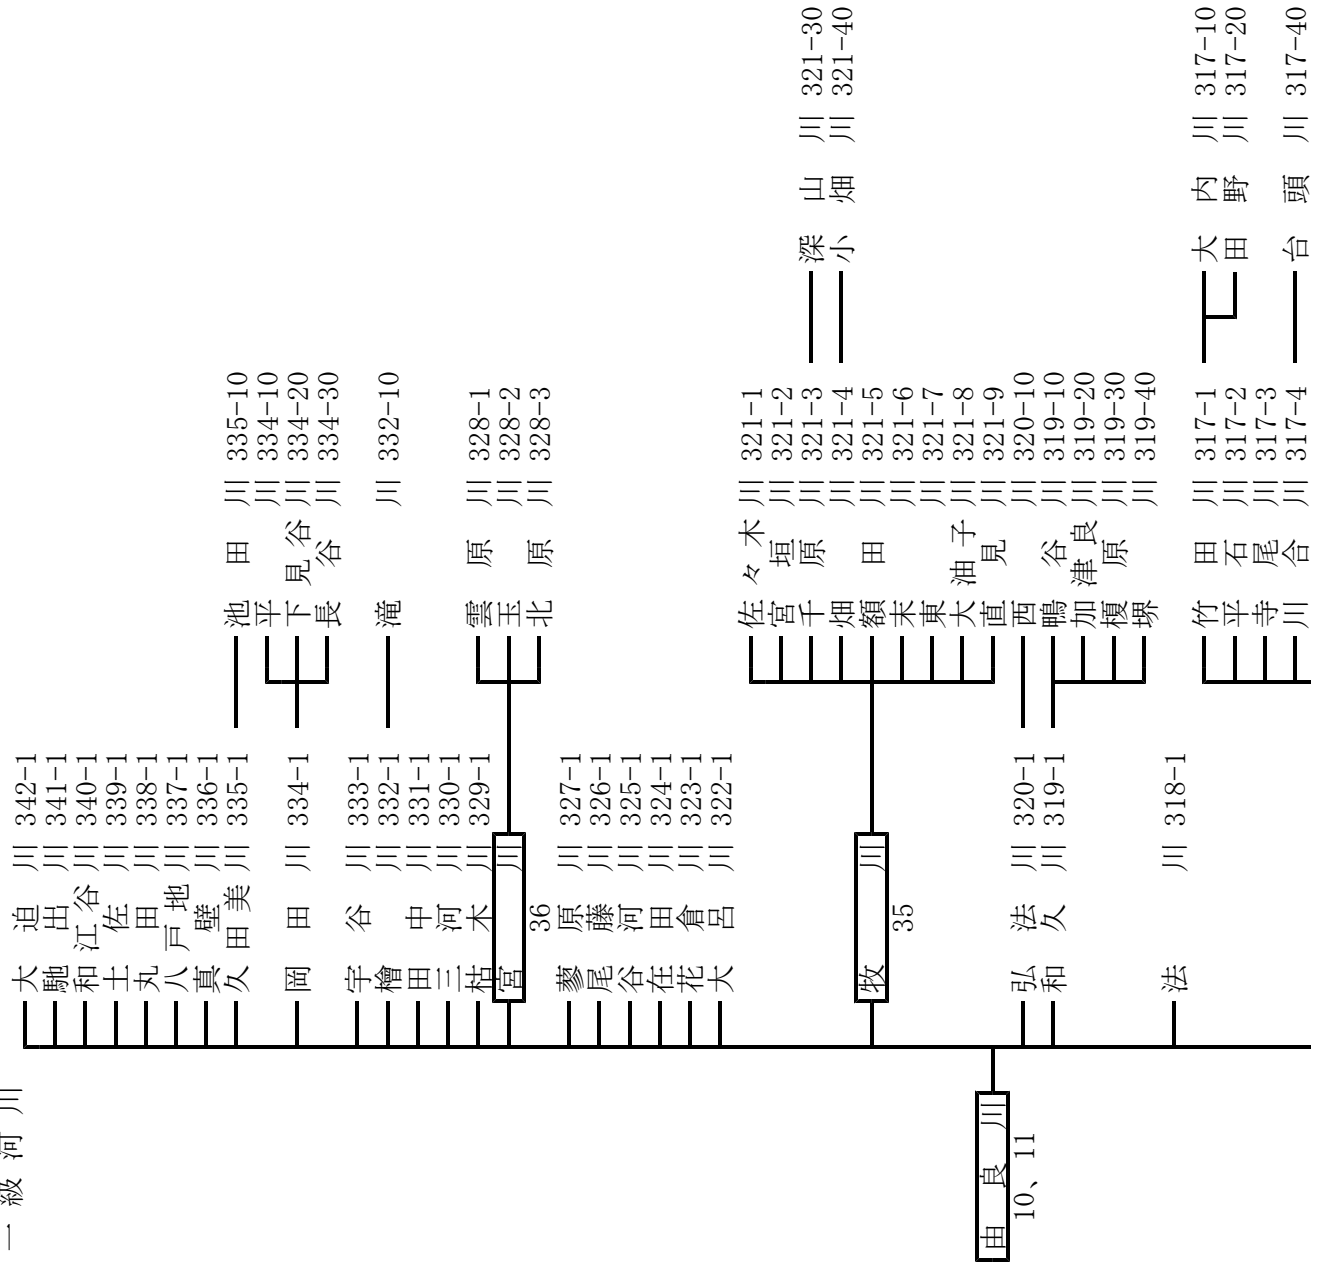 一級河川
大迫川 342-1
馳出川 341-1
和江谷川 340-1
土佐川 339-1
丸田川 338-1
八戸地川 337-1
真壁川 336-1
久田美川 335-1 池田川 335-10
平川 334-10
岡田川 334-1 下見谷川 334-20
長谷川 334-30
宇谷川 333-1
檜川 332-1 滝川 332-10
田中川 331-1
三河川 330-1
枯木川 329-1 雲原川 328-1
宮川 玉川 328-2
36 北原川 328-3
蓼原川 327-1
尾藤川 326-1
谷河川 325-1
在田川 324-1
花倉川 323-1
大呂川 322-1
佐々木川 321-1
宮垣川 321-2
千原川 321-3 深山川 321-30
畑川 321-4 小畑川 321-40
牧川 額田川 321-5
35 末川 321-6
東川 321-7
大油子川 321-8
由良川 直見川 321-9
10、11 弘法川 320-1 西川 320-10
和久川 319-1 鴨谷川 319-10
加津良川 319-20
榎原川 319-30
堺川 319-40
法川 318-1
竹田川 317-1 大内川 317-10
平石川 317-2 田野川 317-20
寺尾川 317-3
川合川 317-4 台頭川 317-40